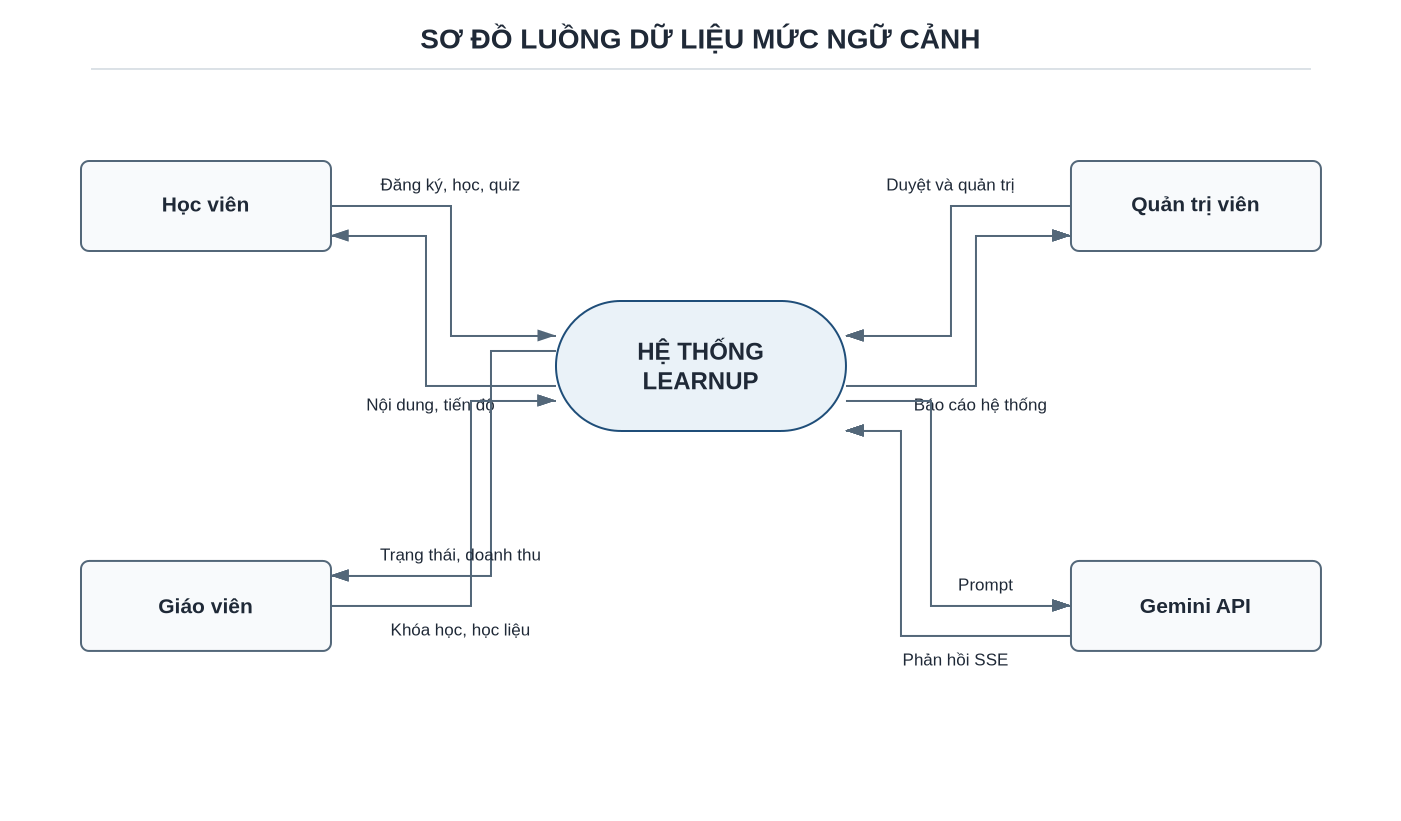 SƠ ĐỒ LUỒNG DỮ LIỆU MỨC NGỮ CẢNH
Học viên
Đăng ký, học, quiz
Duyệt và quản trị
Quản trị viên
HỆ THỐNG
LEARNUP
Nội dung, tiến độ
Báo cáo hệ thống
Trạng thái, doanh thu
Giáo viên
Khóa học, học liệu
Prompt
Gemini API
Phản hồi SSE